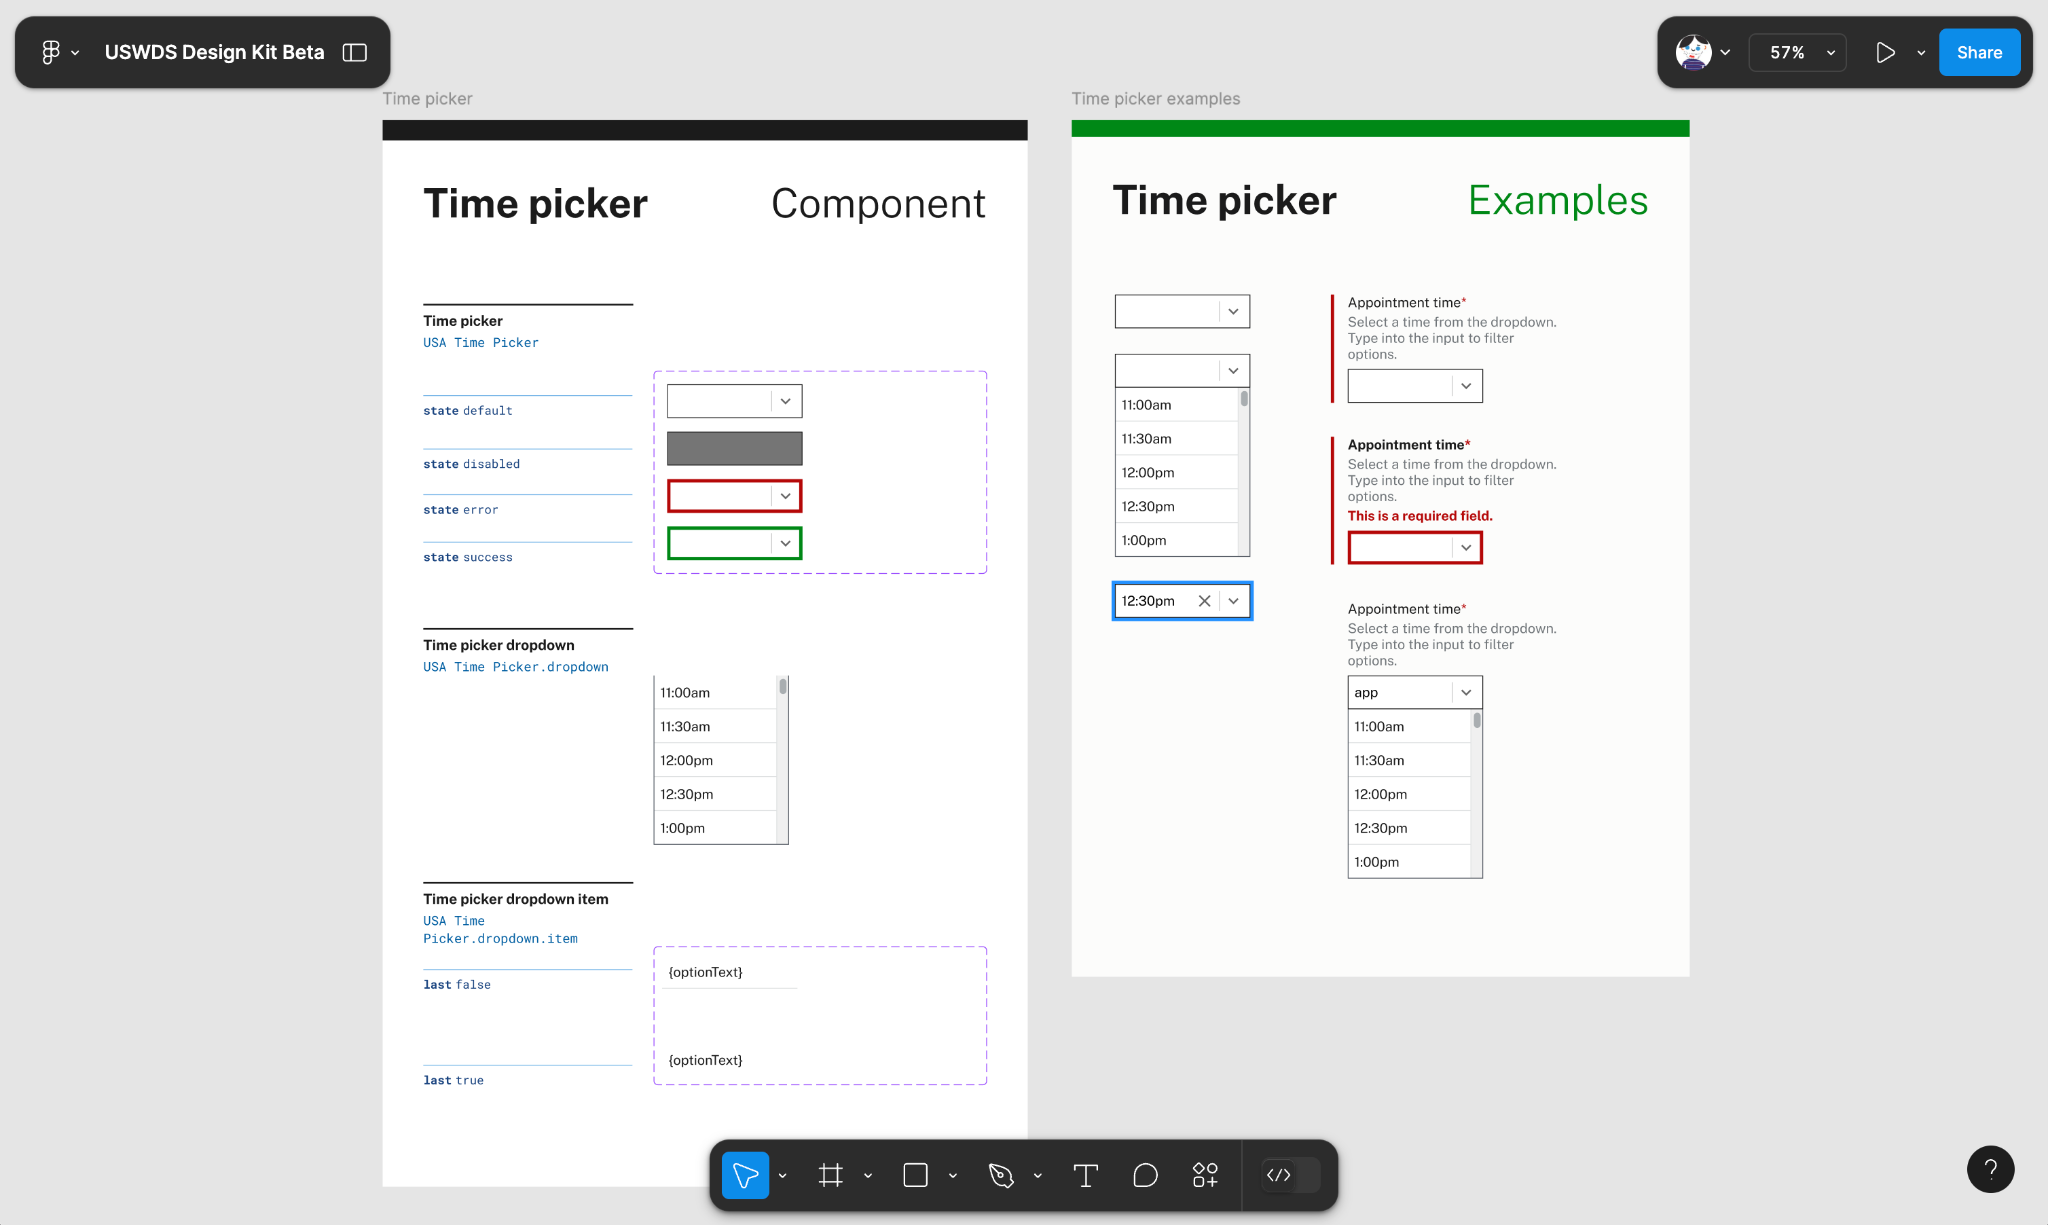 USWDS Design Kit Beta
57%
Share
Time picker
Time picker Component
Time picker
USA Time Picker
state default
state disabled
state error
state success
Time picker dropdown
USA Time Picker.dropdown
11:00am
11:30am
12:00pm
12:30pm
1:00pm
Time picker dropdown item
USA Time
Picker.dropdown.item
last false
{optionText}
last true
{optionText}
Time picker examples
Time picker Examples
11:00am
11:30am
12:00pm
12:30pm
1:00pm
12:30pm
Appointment time*
Select a time from the dropdown.
Type into the input to filter
options.
Appointment time*
Select a time from the dropdown.
Type into the input to filter
options.
This is a required field.
Appointment time*
Select a time from the dropdown.
Type into the input to filter
options.
app
11:00am
11:30am
12:00pm
12:30pm
1:00pm
?